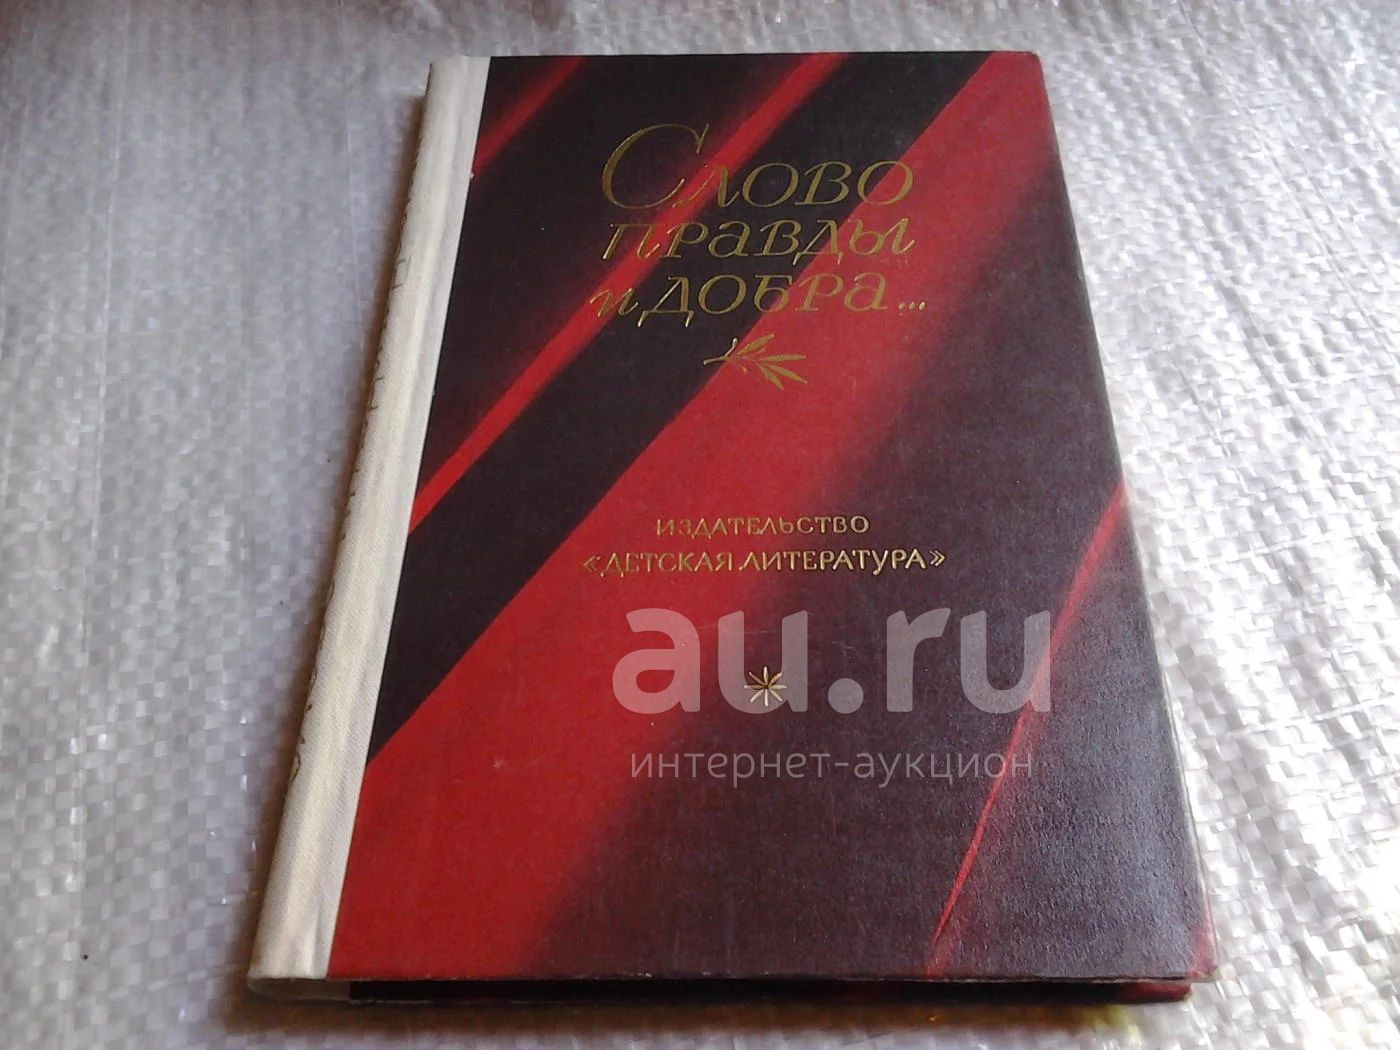 Слово
правды
и добра...
ИЗДАТЕЛЬСТВО
«ДЕТСКАЯ ЛИТЕРАТУРА»
au.ru
интернет-аукцион